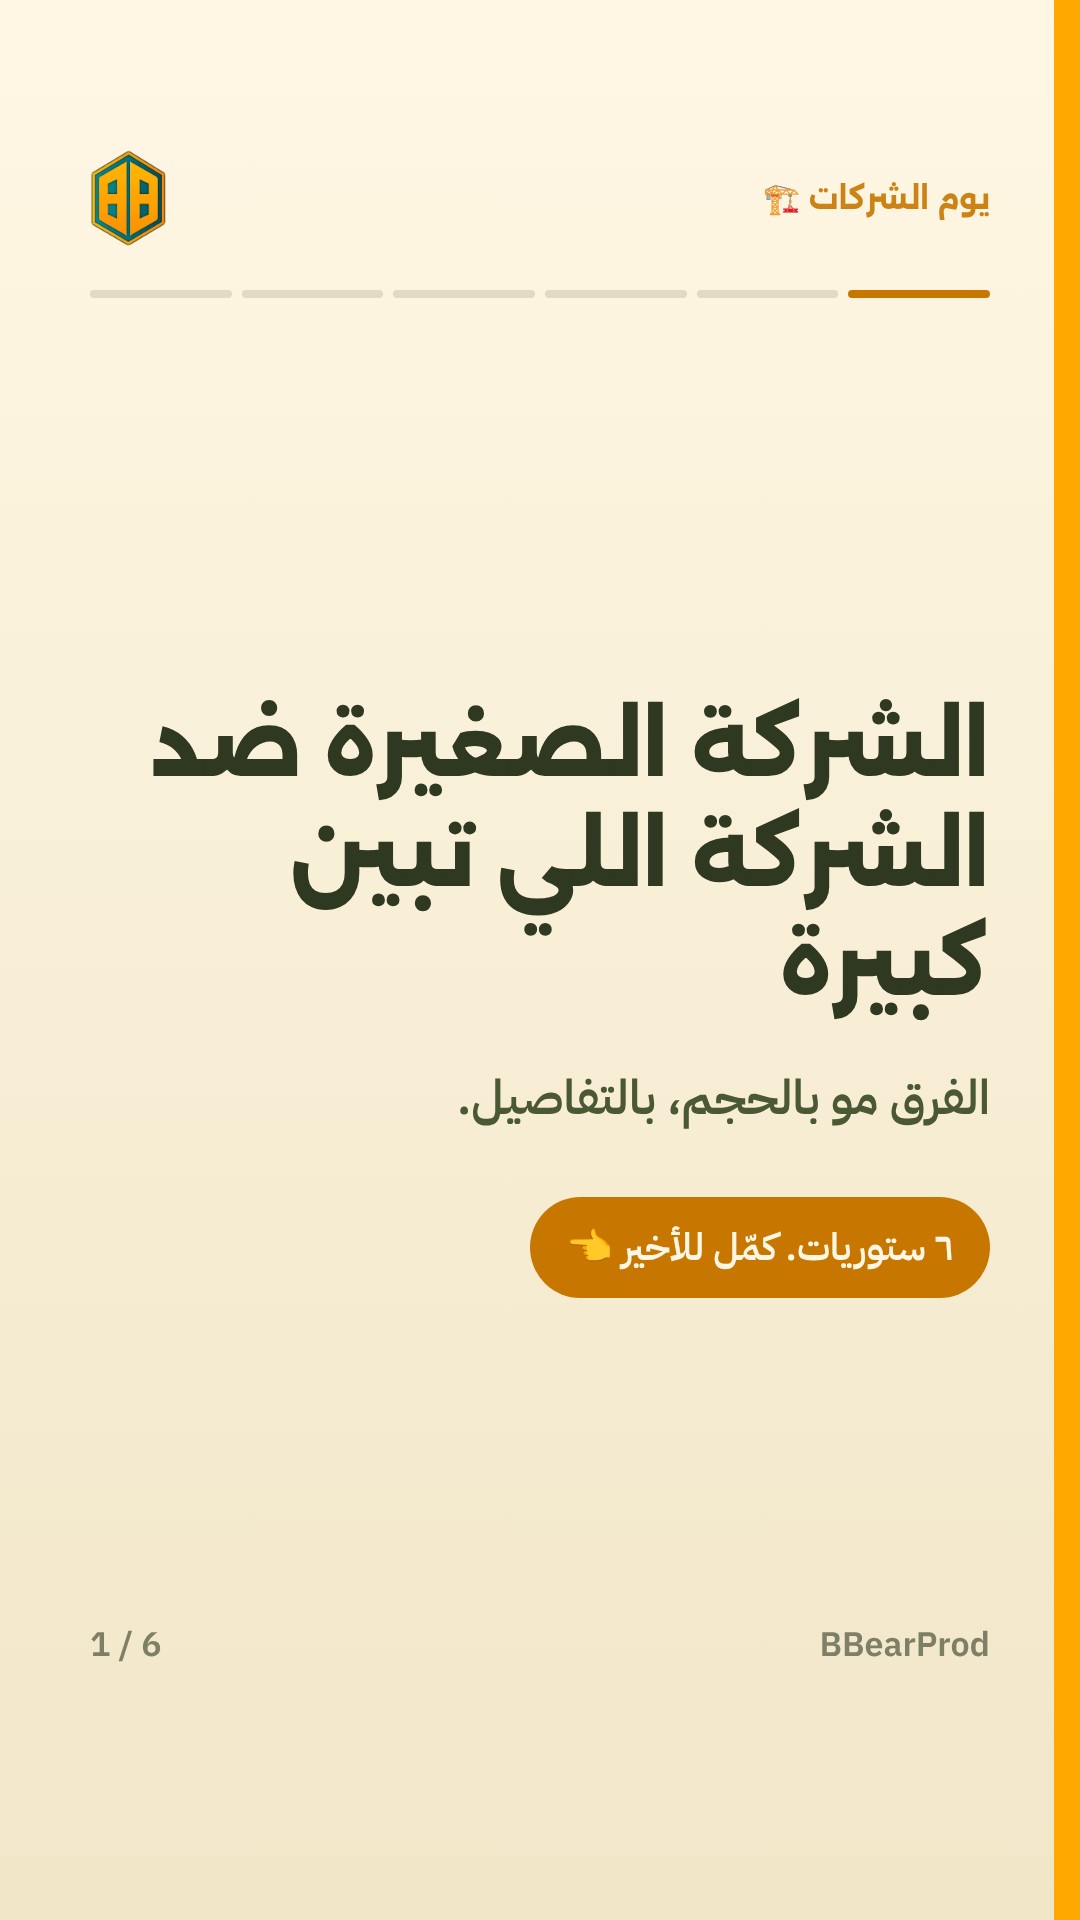 يوم الشركات 🏗️
الشركة الصغيرة ضد
الشركة اللي تبين
كبيرة
الفرق مو بالحجم، بالتفاصيل.
٦ ستوريات. كمّل للأخير 👈
BBearProd
1 / 6